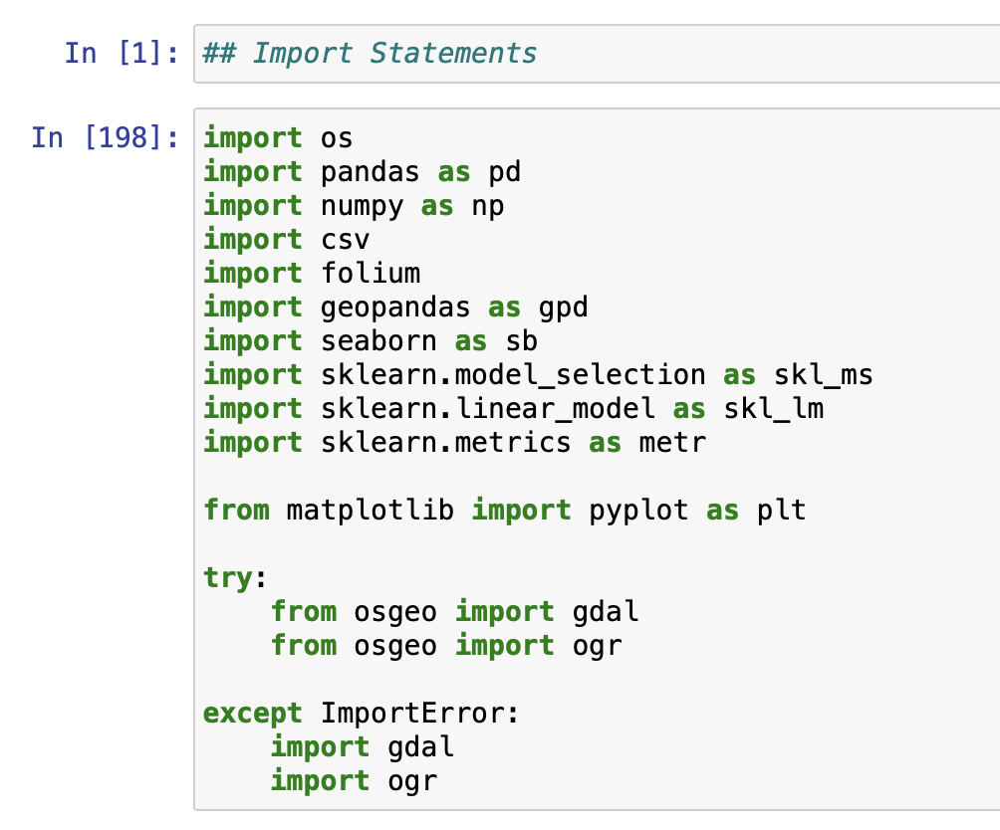 In [1]: ## Import Statements
In [198]: import os
import pandas as pd
import numpy as np
import csv
import folium
import geopandas as gpd
import seaborn as sb
import sklearn.model_selection as skl_ms
import sklearn.linear_model as skl_lm
import sklearn.metrics as metr
from matplotlib import pyplot as plt
try:
    from osgeo import gdal
    from osgeo import ogr
except ImportError:
    import gdal
    import ogr